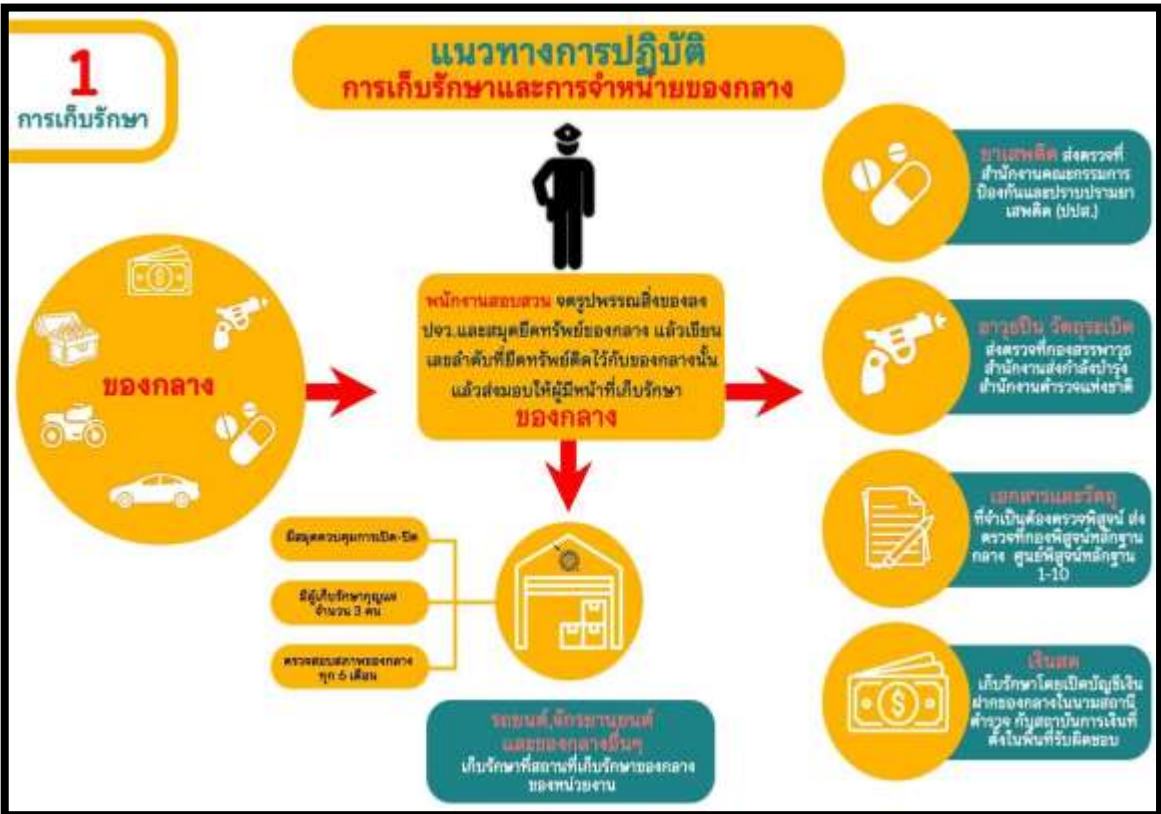 1
การเก็บรักษา
แนวทางการปฏิบัติ
การเก็บรักษาและการจำหน่ายของกลาง
ของกลาง
พนักงานสอบสวน จดรูปพรรณสิ่งของลง
ปจว.และสมุดยึดทรัพย์ของกลาง แล้วเขียน
เลขลำดับที่ยึดทรัพย์ติดไว้กับของกลางนั้น
แล้วส่งมอบให้ผู้มีหน้าที่เก็บรักษา
ของกลาง
มีสมุดควบคุมการเปิด-ปิด
มีผู้เก็บรักษากุญแจ
จำนวน 3 คน
ตรวจสอบสภาพของกลาง
ทุก 6 เดือน
รถยนต์,จักรยานยนต์
และของกลางอื่นๆ
เก็บรักษาที่สถานที่เก็บรักษาของกลาง
ของหน่วยงาน
ยาเสพติด ส่งตรวจที่
สำนักงานคณะกรรมการ
ป้องกันและปราบปรามยา
เสพติด (ปปส.)
อาวุธปืน วัตถุระเบิด
ส่งตรวจที่กองสรรพาวุธ
สำนักงานส่งกำลังบำรุง
สำนักงานตำรวจแห่งชาติ
เอกสารและวัตถุ
ที่จำเป็นต้องตรวจพิสูจน์ ส่ง
ตรวจที่กองพิสูจน์หลักฐาน
กลาง ศูนย์พิสูจน์หลักฐาน
1-10
เงินสด
เก็บรักษาโดยเปิดบัญชีเงิน
ฝากของกลางในนามสถานี
ตำรวจ กับสถาบันการเงินที่
ตั้งในพื้นที่รับผิดชอบ